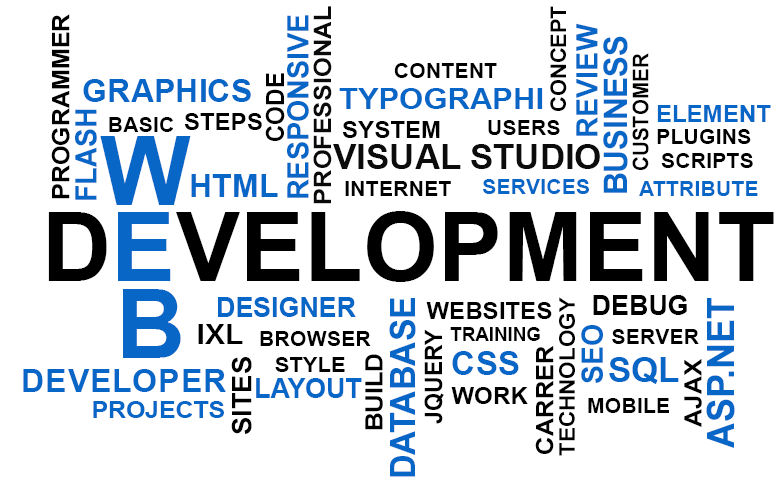 PROGRAMMER
FLASH
GRAPHICS
BASIC
STEPS
CODE
RESPONSIVE
PROFESSIONAL
CONTENT
TYPOGRAPHI
SYSTEM
USERS
VISUAL STUDIO
INTERNET
SERVICES
CONCEPT
REVIEW
BUSINESS
CUSTOMER
ELEMENT
PLUGINS
SCRIPTS
ATTRIBUTE
HTML
WEB
DEVELOPMENT
DESIGNER
IXL
BROWSER
STYLE
DEVELOPER
LAYOUT
PROJECTS
SITES
BUILD
DATABASE
JQUERY
WEBSITES
TRAINING
CSS
WORK
CARRER
TECHNOLOGY
SEO
DEBUG
SERVER
SQL
MOBILE
AJAX
ASP.NET